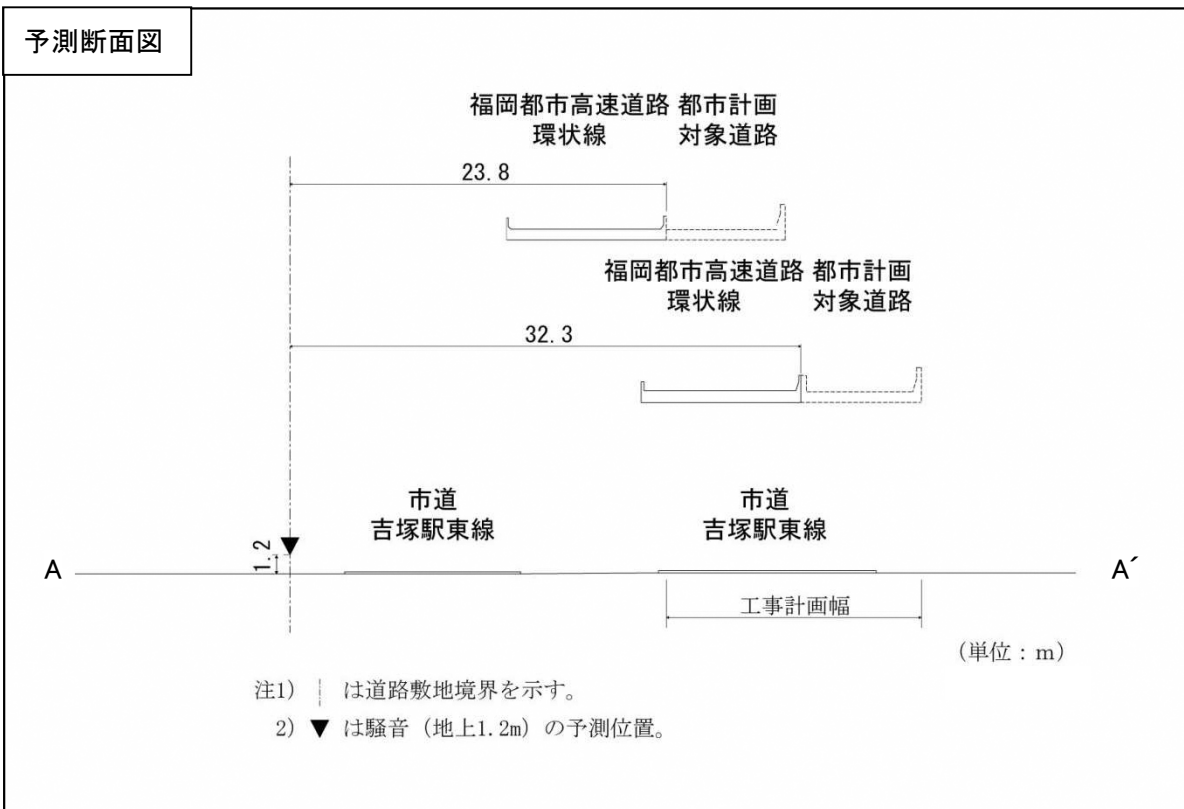 予測断面図
福岡都市高速道路 都市計画
環状線 対象道路
23.8
福岡都市高速道路 都市計画
環状線 対象道路
32.3
市道
吉塚駅東線
市道
吉塚駅東線
1.2
A
A´
工事計画幅
(単位:m)
注1) は道路敷地境界を示す。
2) ▼ は騒音(地上1.2m)の予測位置。